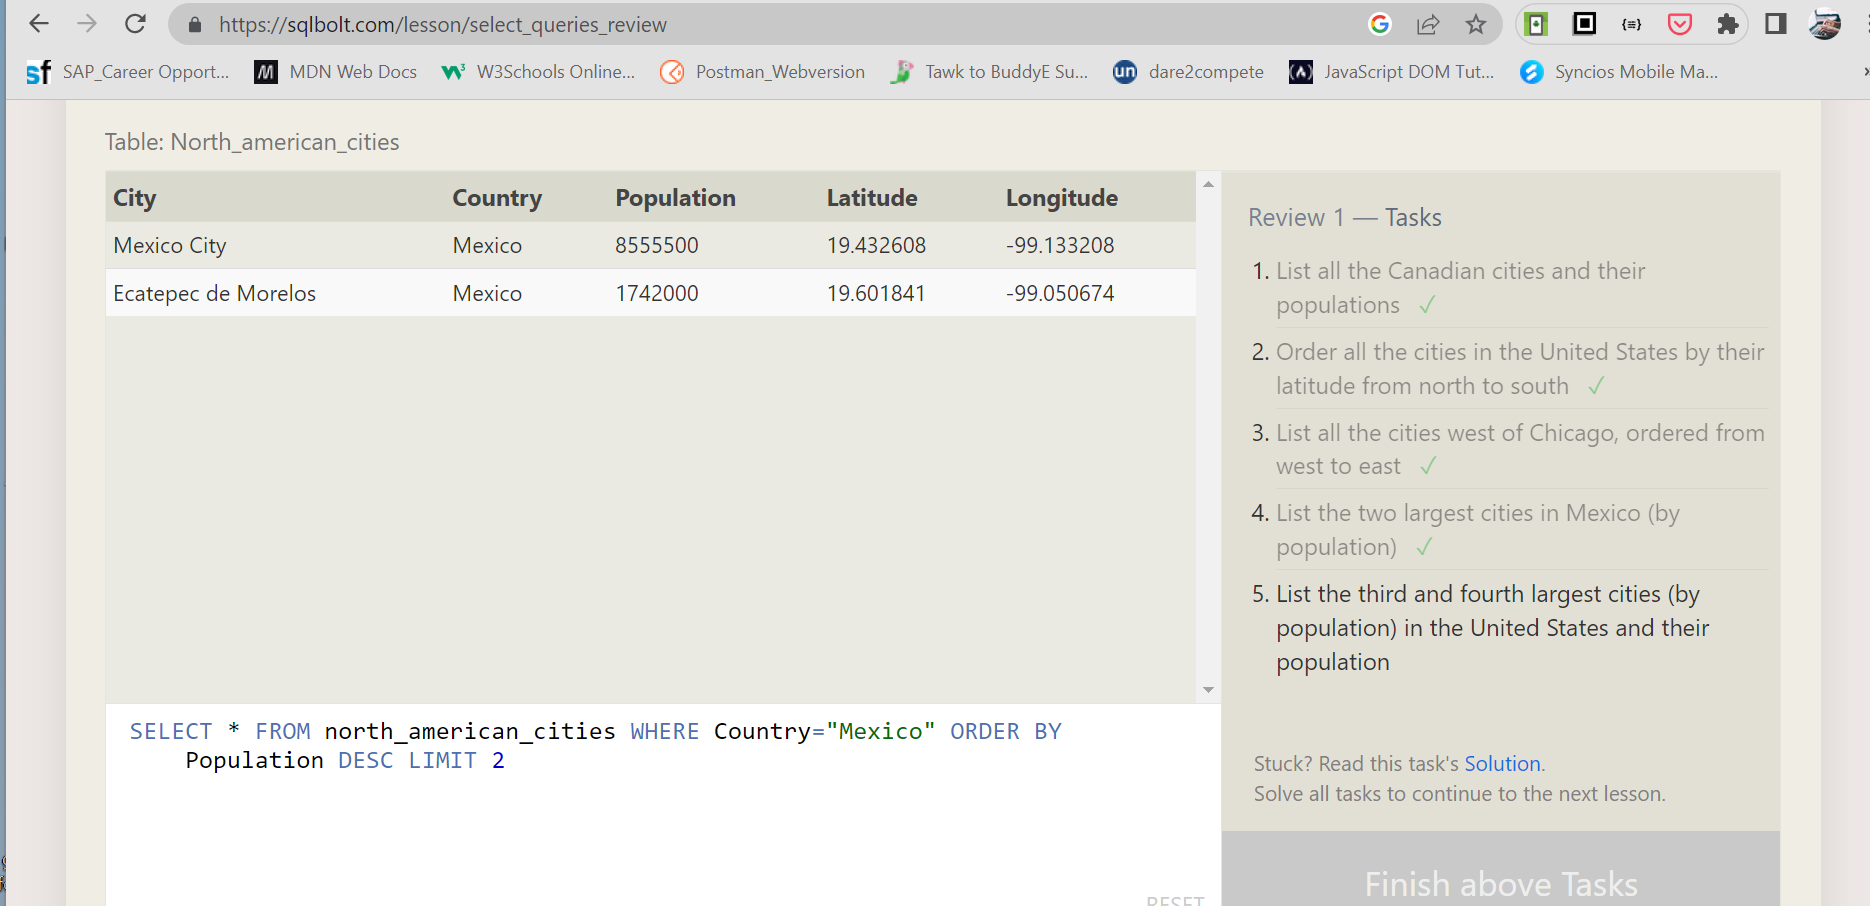 https://sqlbolt.com/lesson/select_queries_review
SAP_Career Opport...
MDN Web Docs
W3Schools Online...
Postman_Webversion
Tawk to BuddyE Su...
un dare2compete
JavaScript DOM Tut...
Syncios Mobile Ma...
Table: North_american_cities
City Country Population Latitude Longitude
Mexico City Mexico 8555500 19.432608 -99.133208
Ecatepec de Morelos Mexico 1742000 19.601841 -99.050674
SELECT * FROM north_american_cities WHERE Country="Mexico" ORDER BY
Population DESC LIMIT 2
RESET
Review 1 — Tasks
1. List all the Canadian cities and their
populations ✓
2. Order all the cities in the United States by their
latitude from north to south ✓
3. List all the cities west of Chicago, ordered from
west to east ✓
4. List the two largest cities in Mexico (by
population) ✓
5. List the third and fourth largest cities (by
population) in the United States and their
population
Stuck? Read this task's Solution.
Solve all tasks to continue to the next lesson.
Finish above Tasks